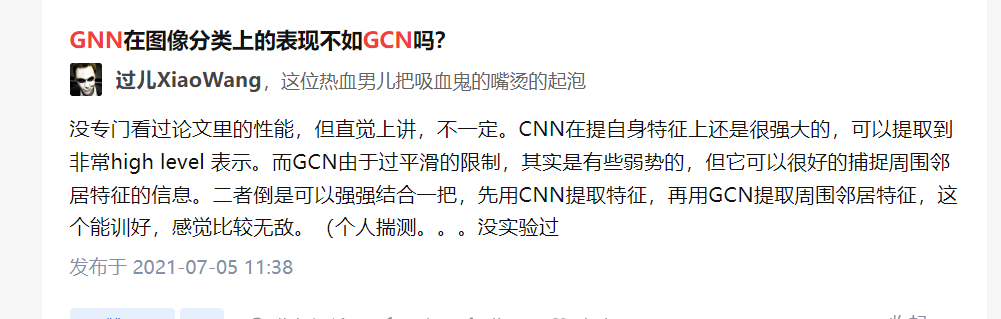 GNN在图像分类上的表现不如GCN吗?
过儿XiaoWang，这位热血男儿把吸血鬼的嘴烫的起泡
没专门看过论文里的性能，但直觉上讲，不一定。CNN在提自身特征上还是很强大的，可以提取到
非常high level 表示。而GCN由于过平滑的限制，其实是有些弱势的，但它可以很好的捕捉周围邻
居特征的信息。二者倒是可以强强结合一把，先用CNN提取特征，再用GCN提取周围邻居特征，这
个能训好，感觉比较无敌。（个人揣测。。。没实验过
发布于 2021-07-05 11:38